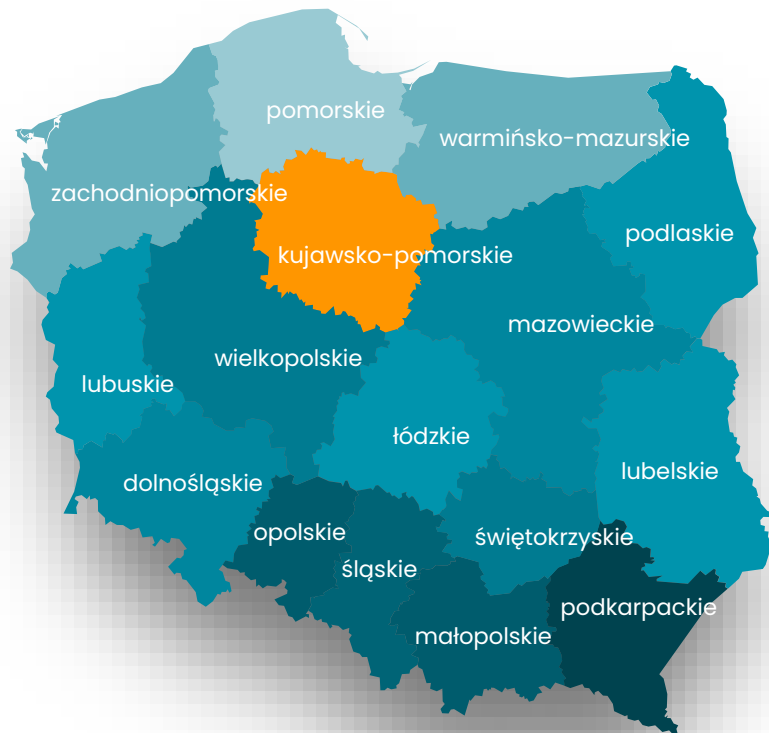 pomorskie
warmińsko-mazurskie
zachodniopomorskie
podlaskie
kujawsko-pomorskie
mazowieckie
wielkopolskie
lubuskie
łódzkie
lubelskie
dolnośląskie
opolskie
świętokrzyskie
śląskie
podkarpackie
małopolskie